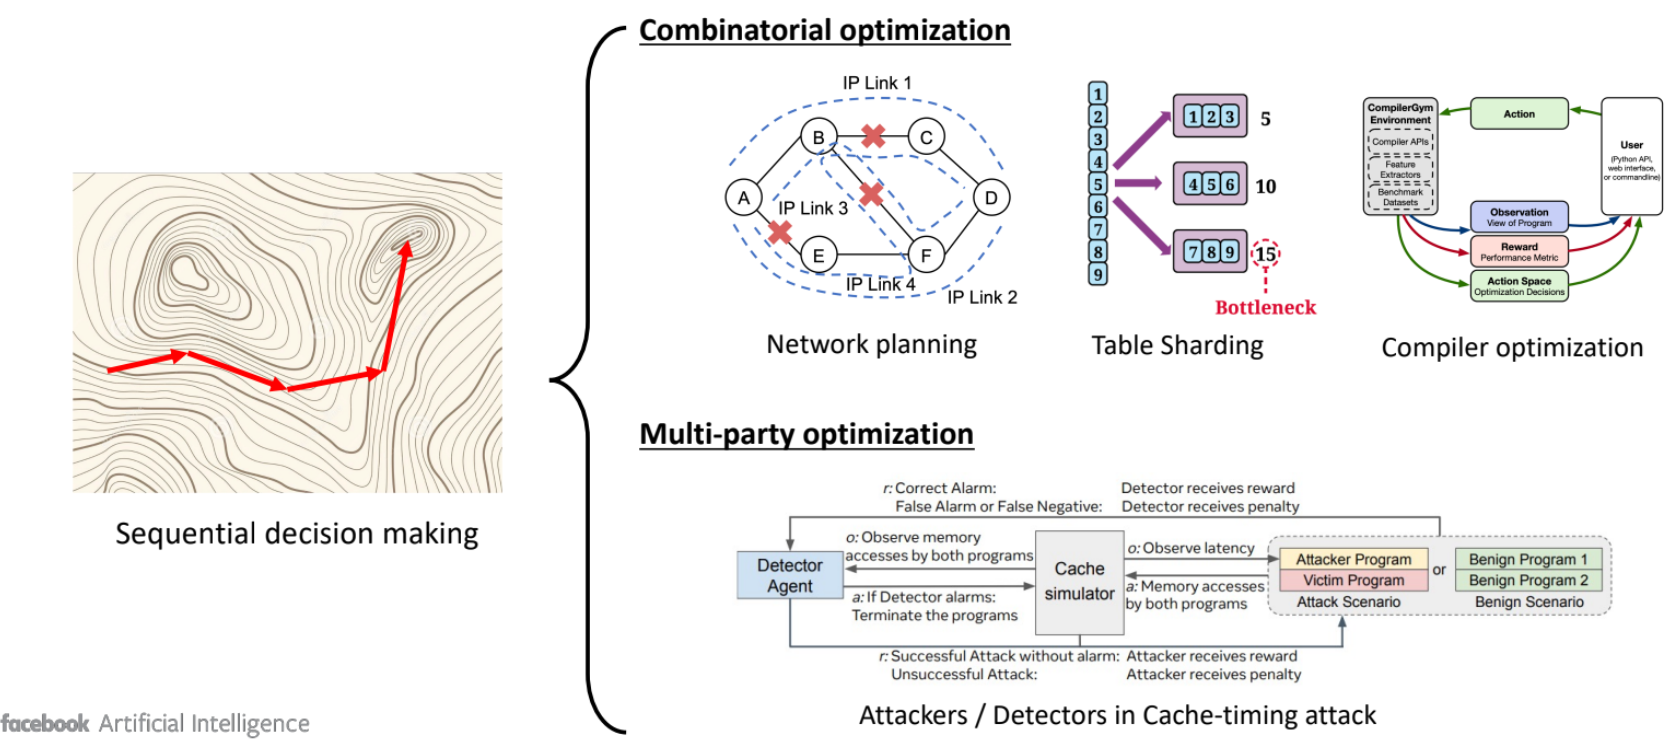 Combinatorial optimization
IP Link 1
B
C
A
D
IP Link 3
E
F
IP Link 4
IP Link 2
Network planning
1
2
3
4
5
6
7
8
9
1 2 3
5
4 5 6
10
7 8 9
15
Bottleneck
Table Sharding
CompilerGym
Environment
Compiler APIs
Feature
Extractors
Benchmark
Datasets
Action
User
(Python API,
web interface,
or commandline)
Observation
View of Program
Reward
Performance Metric
Action Space
Optimization Decisions
Compiler optimization
Sequential decision making
Multi-party optimization
r: Correct Alarm: Detector receives reward
False Alarm or False Negative: Detector receives penalty
Detector
Agent
o: Observe memory
accesses by both programs
a: If Detector alarms:
Terminate the programs
Cache
simulator
o: Observe latency
a: Memory accesses
by both programs
Attacker Program
Victim Program
Attack Scenario
or
Benign Program 1
Benign Program 2
Benign Scenario
r: Successful Attack without alarm: Attacker receives reward
Unsuccessful Attack: Attacker receives penalty
Attackers / Detectors in Cache-timing attack
facebook Artificial Intelligence